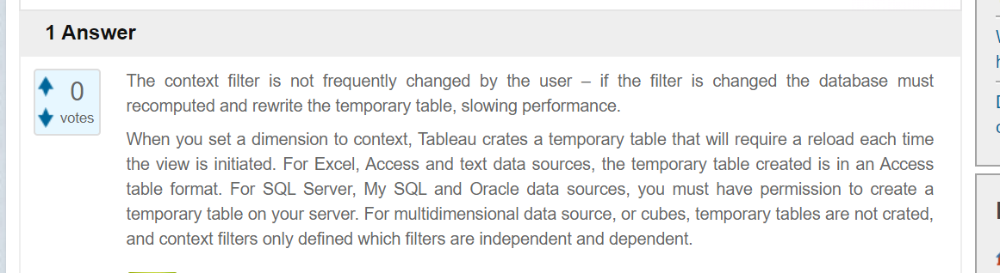 1 Answer
0
votes
The context filter is not frequently changed by the user – if the filter is changed the database must
recomputed and rewrite the temporary table, slowing performance.
When you set a dimension to context, Tableau crates a temporary table that will require a reload each time
the view is initiated. For Excel, Access and text data sources, the temporary table created is in an Access
table format. For SQL Server, My SQL and Oracle data sources, you must have permission to create a
temporary table on your server. For multidimensional data source, or cubes, temporary tables are not crated,
and context filters only defined which filters are independent and dependent.